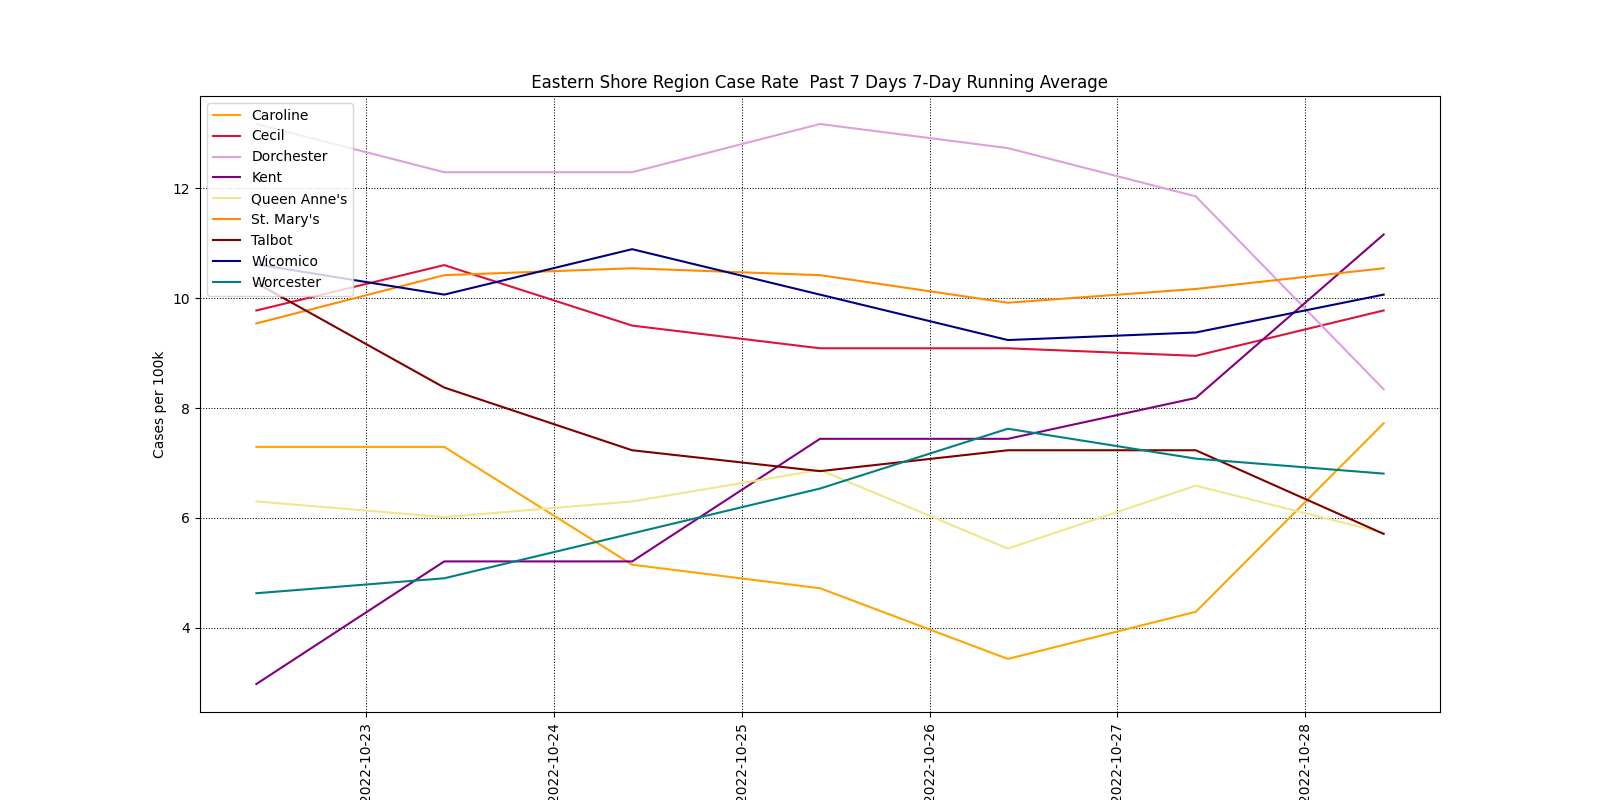 Eastern Shore Region Case Rate  Past 7 Days 7-Day Running Average
Caroline
Cecil
Dorchester
Kent
Queen Anne's
St. Mary's
Talbot
Wicomico
Worcester
12
10
8
6
4
Cases per 100k
2022-10-23
2022-10-24
2022-10-25
2022-10-26
2022-10-27
2022-10-28